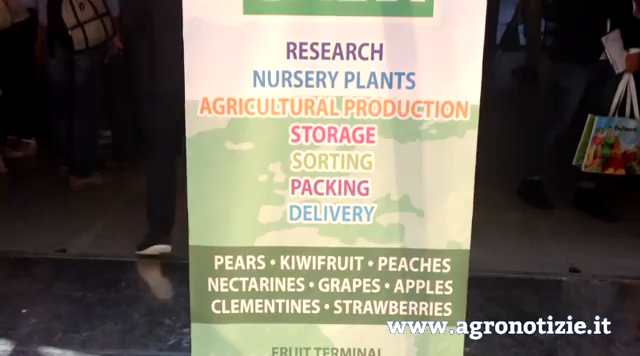 RESEARCH
NURSERY PLANTS
AGRICULTURAL PRODUCTION
STORAGE
SORTING
PACKING
DELIVERY
PEARS • KIWIFRUIT • PEACHES
NECTARINES • GRAPES • APPLES
CLEMENTINES • STRAWBERRIES
www.agronotizie.it
FRUIT TERMINAL